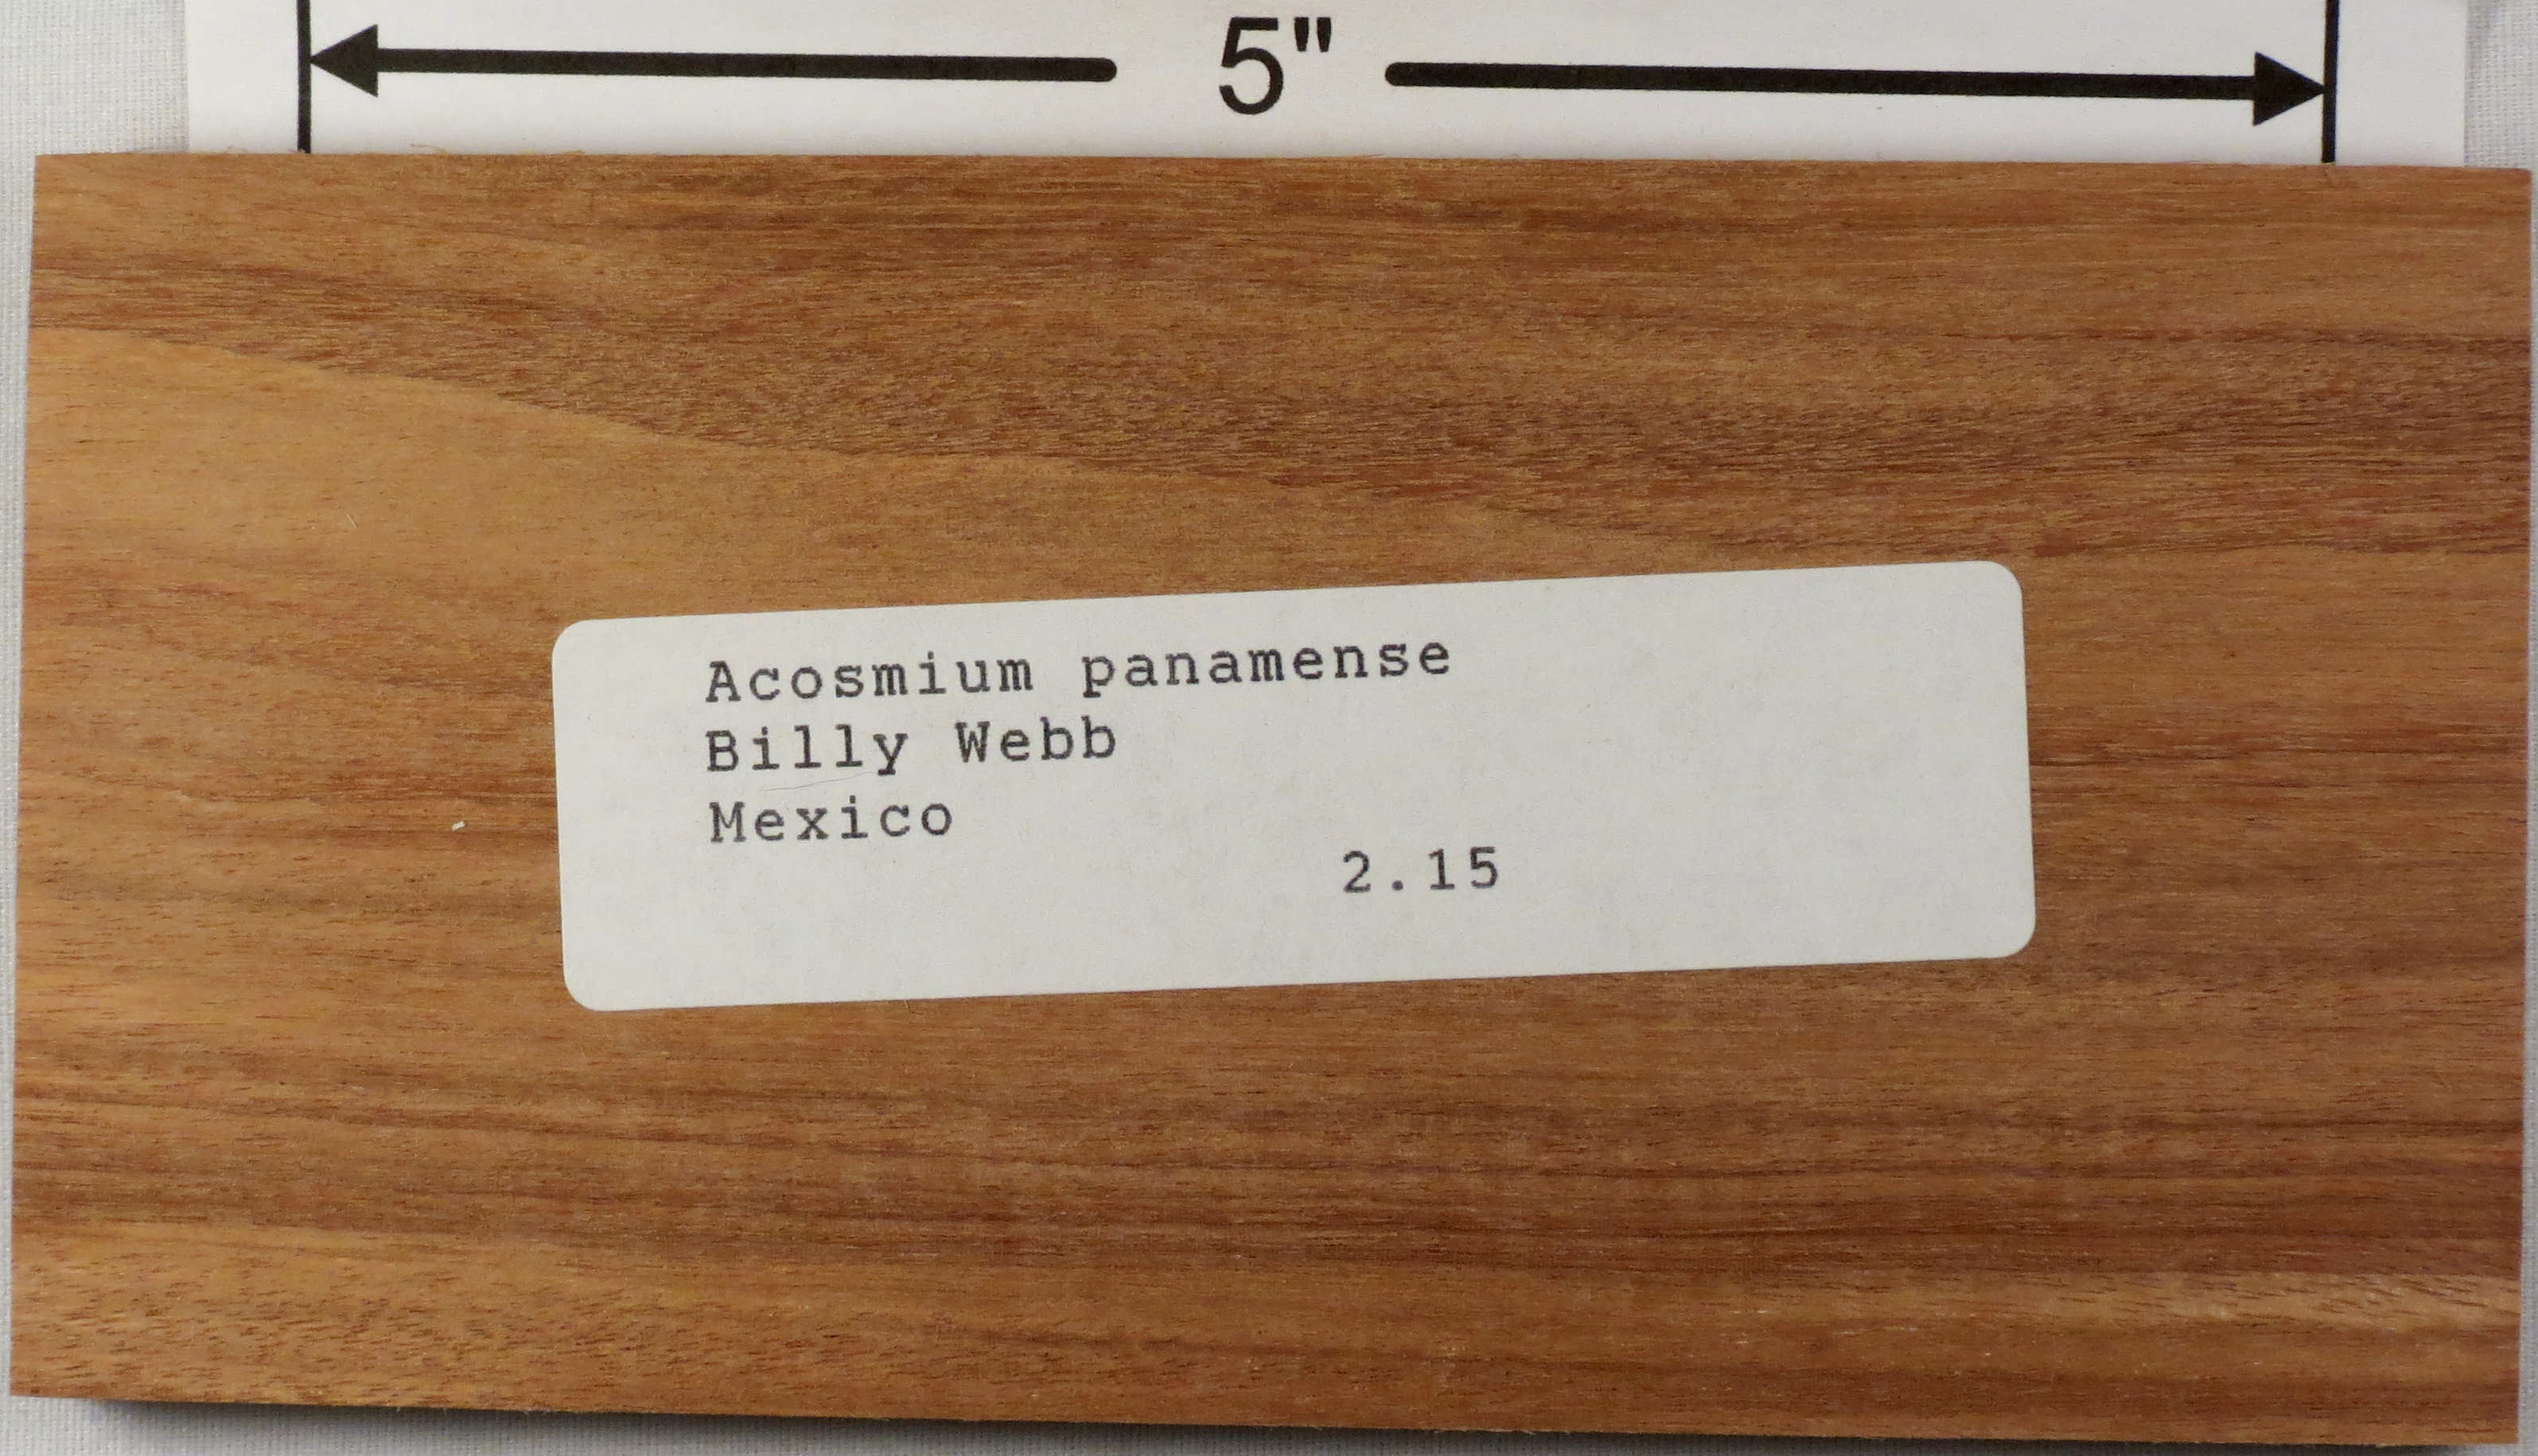 5"
Acosmium panamense
Billy Webb
Mexico
2.15